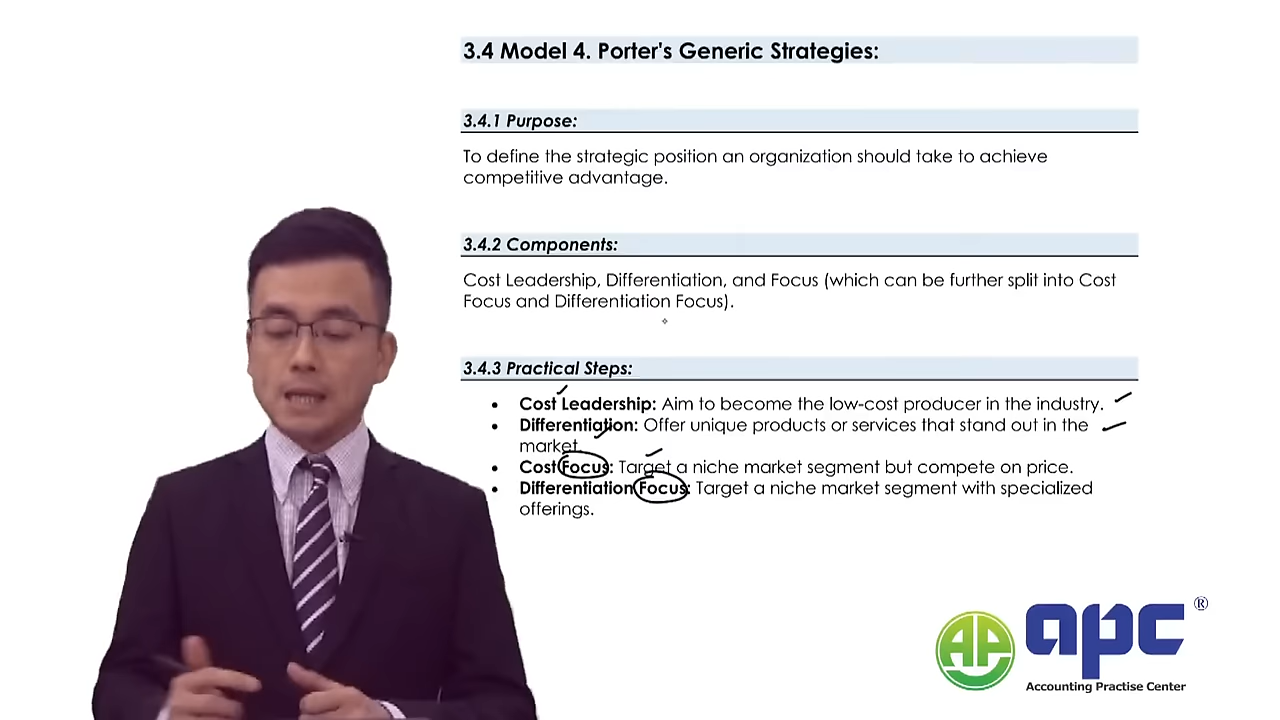 3.4 Model 4. Porter's Generic Strategies:
3.4.1 Purpose:
To define the strategic position an organization should take to achieve
competitive advantage.
3.4.2 Components:
Cost Leadership, Differentiation, and Focus (which can be further split into Cost
Focus and Differentiation Focus).
3.4.3 Practical Steps:
• Cost Leadership: Aim to become the low-cost producer in the industry.
• Differentiation: Offer unique products or services that stand out in the
market.
• Cost Focus: Target a niche market segment but compete on price.
• Differentiation Focus: Target a niche market segment with specialized
offerings.
AP apc ®
Accounting Practise Center